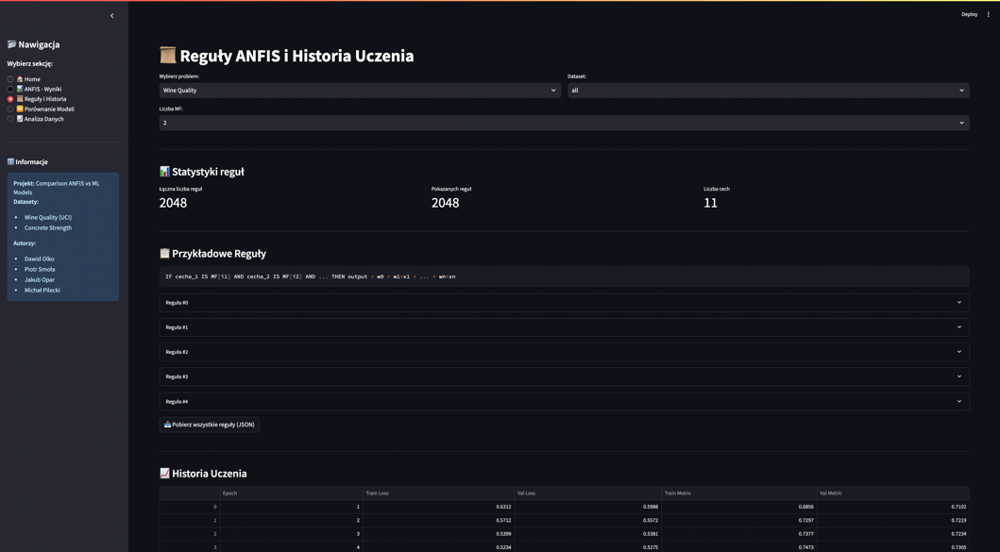 Deploy
Nawigacja
Wybierz sekcję:
Home
ANFIS - Wyniki
Reguły i Historia
Porównanie Modeli
Analiza Danych
Informacje
Projekt: Comparison ANFIS vs ML
Models
Datasety:
Wine Quality (UCI)
Concrete Strength
Autorzy:
Dawid Olko
Piotr Smoła
Jakub Opar
Michał Pilecki
Reguły ANFIS i Historia Uczenia
Wybierz problem:
Dataset:
Wine Quality
all
Liczba MF:
2
Statystyki reguł
Łączna liczba reguł
Pokazanych reguł
Liczba cech
2048
2048
11
Przykładowe Reguły
IF cecha_1 IS MF[i1] AND cecha_2 IS MF[i2] AND ... THEN output = w0 + w1*x1 + ... + wn*xn
Reguła #0
Reguła #1
Reguła #2
Reguła #3
Reguła #4
Pobierz wszystkie reguły (JSON)
Historia Uczenia
Epoch Train Loss Val Loss Train Metric Val Metric
0 1 0.6312 0.5988 0.6856 0.7102
1 2 0.5712 0.5572 0.7297 0.7219
2 3 0.5399 0.5381 0.7377 0.7234
3 4 0.5234 0.5275 0.7473 0.7305